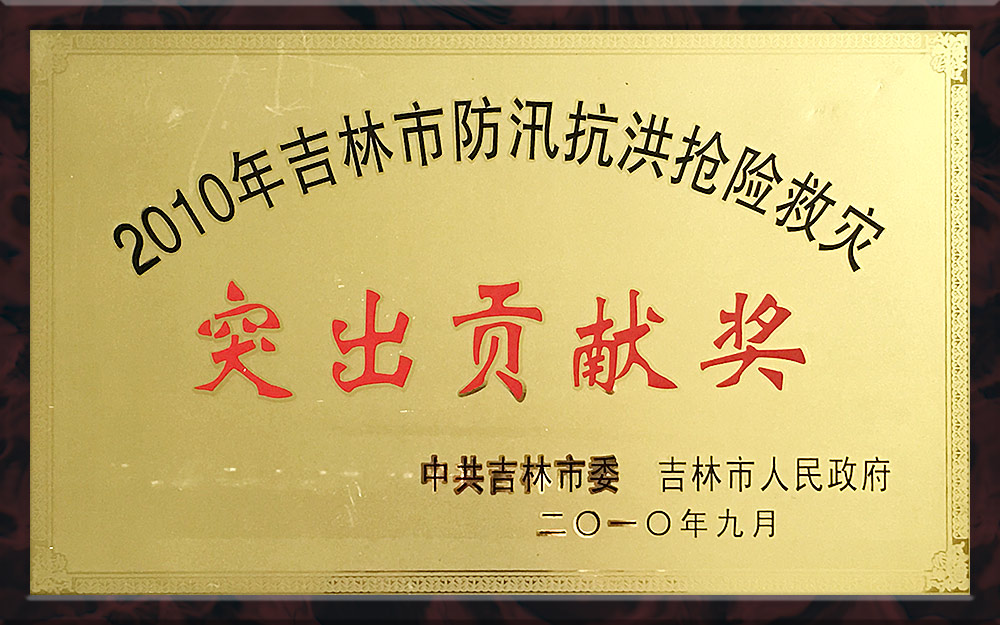 2010年吉林市防汛抗洪抢险救灾
突出贡献奖
中共吉林市委 吉林市人民政府
二〇一〇年九月